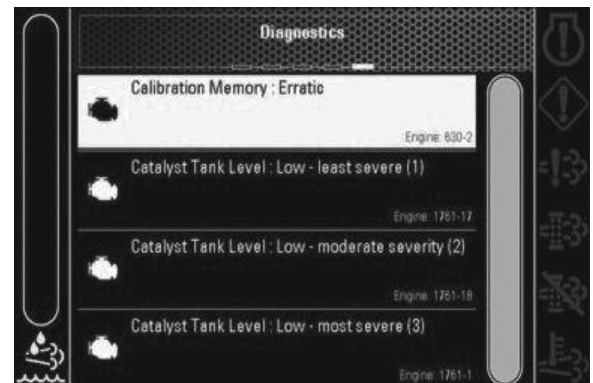 Diagnostics
Calibration Memory : Erratic
Engine: 630-2
Catalyst Tank Level : Low - least severe (1)
Engine: 1761-17
Catalyst Tank Level : Low - moderate severity (2)
Engine: 1761-18
Catalyst Tank Level : Low - most severe (3)
Engine: 1761-1